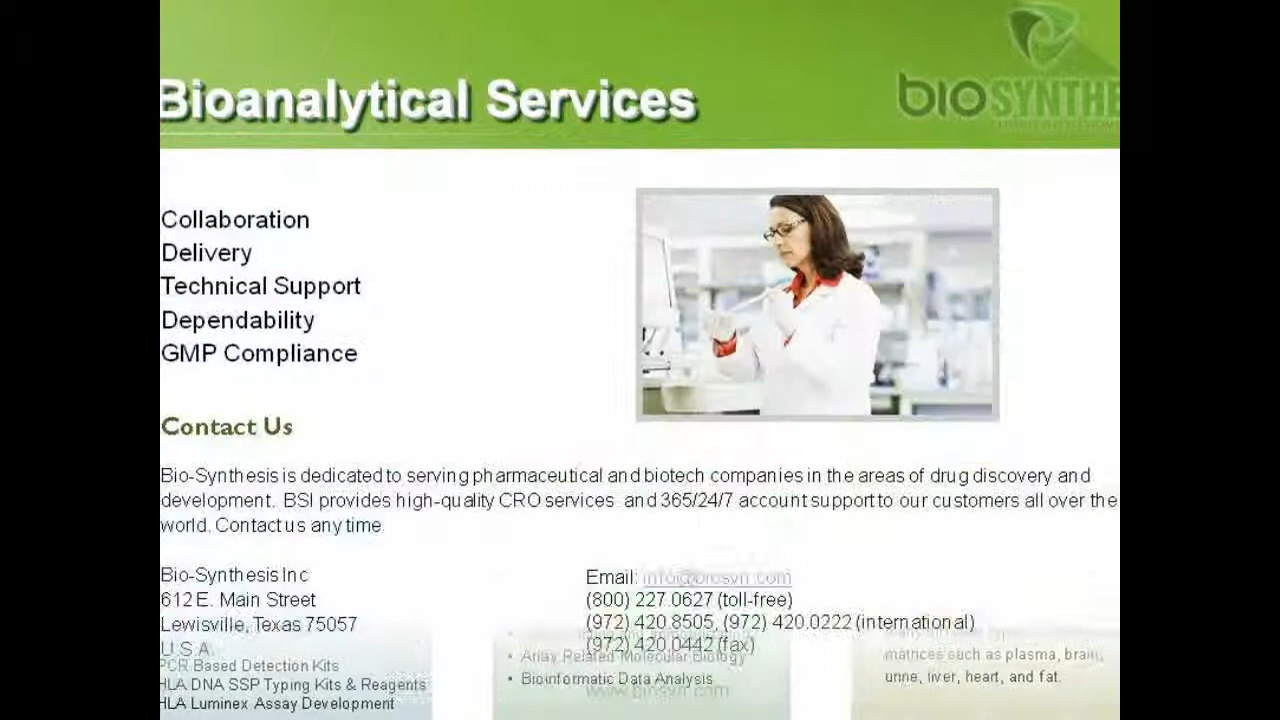 Bioanalytical Services
bioSYNTHE
Collaboration
Delivery
Technical Support
Dependability
GMP Compliance
Contact Us
Bio-Synthesis is dedicated to serving pharmaceutical and biotech companies in the areas of drug discovery and
development. BSI provides high-quality CRO services and 365/24/7 account support to our customers all over the
world. Contact us any time
Bio-Synthesis Inc
612 E. Main Street
Lewisville, Texas 75057
U.S.A.
Email: info@biosyn.com
(800) 227.0627 (toll-free)
(972) 420.8505, (972) 420.0222 (international)
(972) 420.0442 (fax)
www.biosyn.com
PCR Based Detection Kits
HLA DNA SSP Typing Kits & Reagents
HLA Luminex Assay Development
• Array Related Molecular Biology
• Bioinformatic Data Analysis
matrices such as plasma, brain,
urine, liver, heart, and fat.